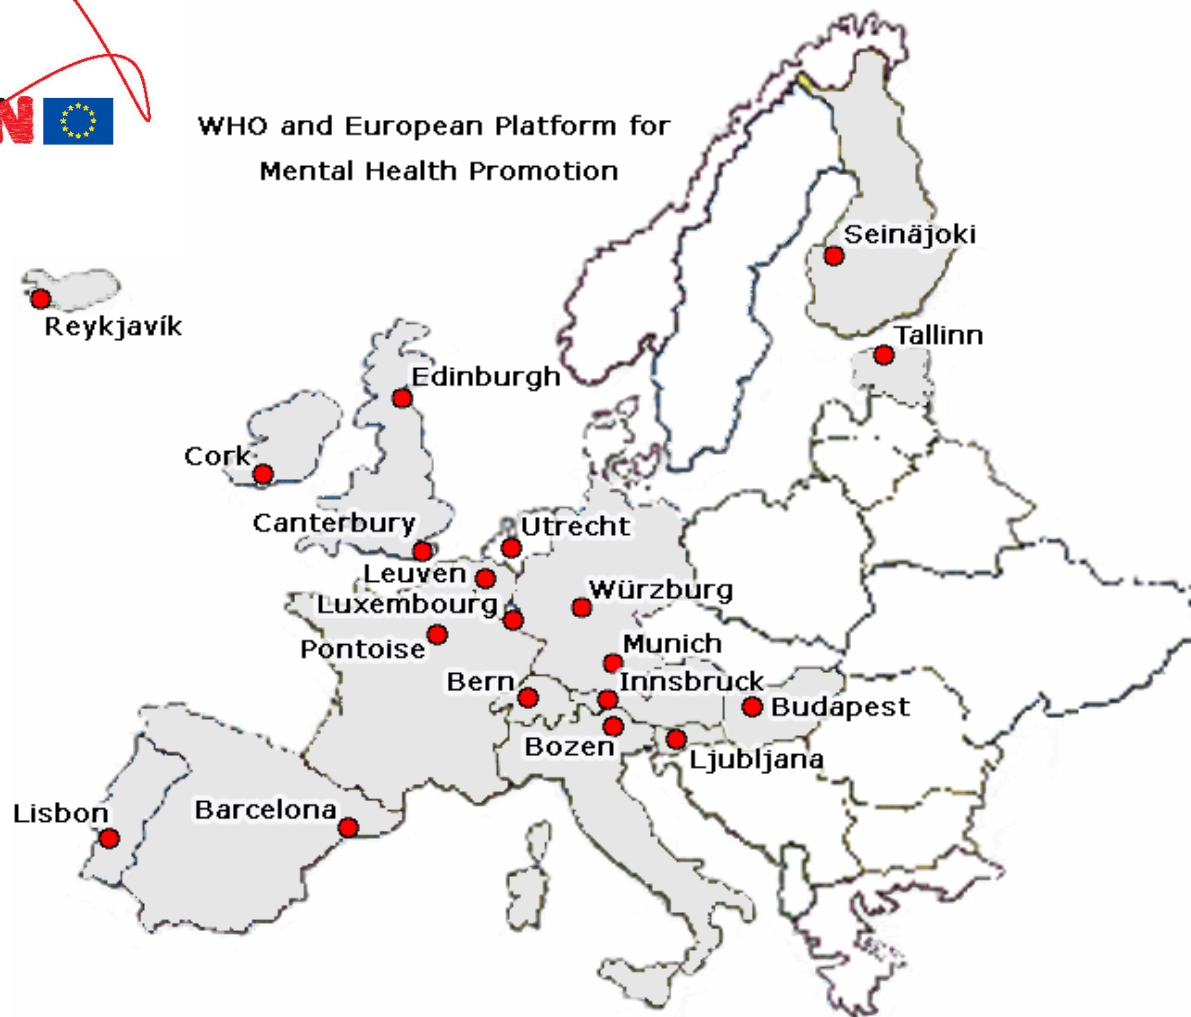 N
WHO and European Platform for
Mental Health Promotion
Seinäjoki
Reykjavík
Tallinn
Edinburgh
Cork
Canterbury
Utrecht
Leuven
Würzburg
Luxembourg
Pontoise
Munich
Bern
Innsbruck
Budapest
Bozen
Ljubljana
Lisbon
Barcelona